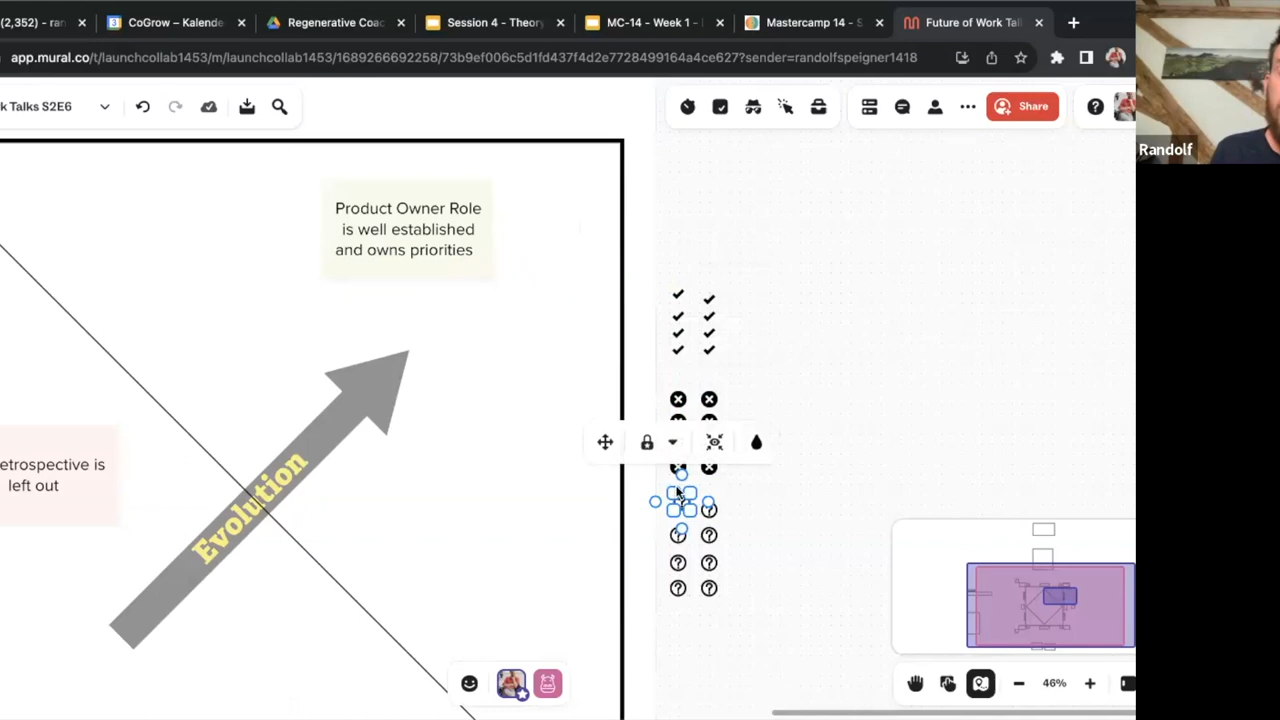 (2,352) - ran
CoGrow – Kalende
Regenerative Coac
Session 4 - Theory
MC-14 - Week 1 -
Mastercamp 14 - S
Future of Work Tal
app.mural.co/t/launchcollab1453/m/launchcollab1453/1689266692258/73b9ef006c5d1fd437f4d2e7728499164a4ce627?sender=randolfspeigner1418
k Talks S2E6
Share
Randolf
Product Owner Role
is well established
and owns priorities
etrospective is
left out
Evolution
46%